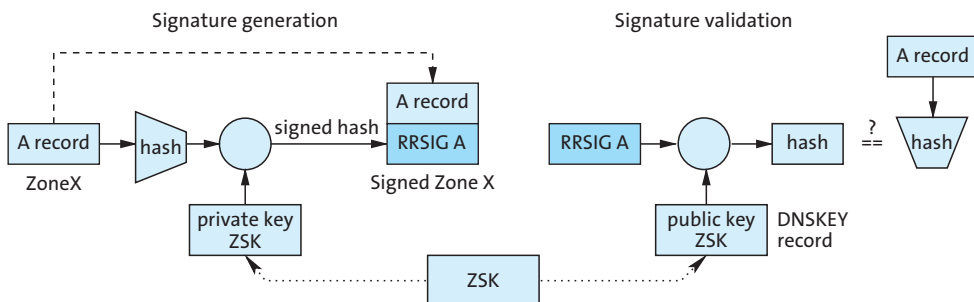 Signature generation
Signature validation
A record
hash
signed hash
A record
RRSIG A
ZoneX
Signed Zone X
private key
ZSK
RRSIG A
hash
?
==
A record
hash
public key
ZSK
DNSKEY
record
ZSK